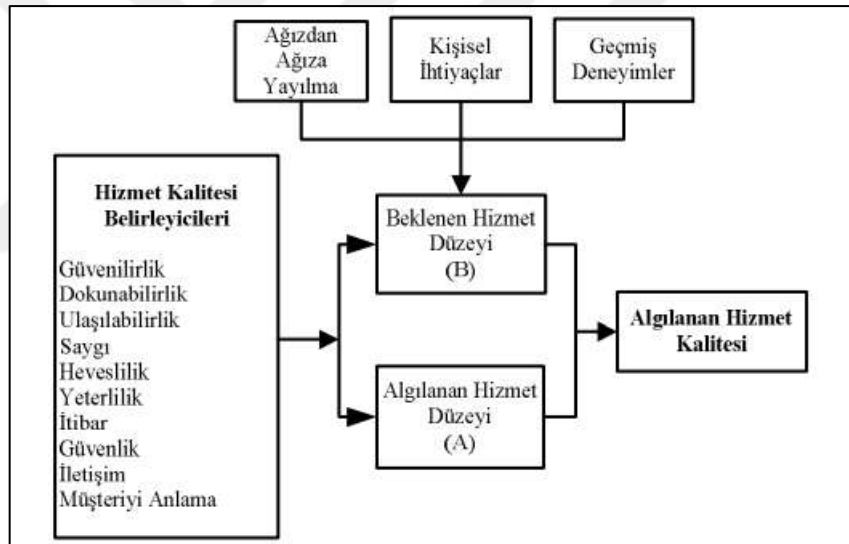 Ağızdan
Ağıza
Yayılma
Kişisel
İhtiyaçlar
Geçmiş
Deneyimler
Hizmet Kalitesi
Belirleyicileri
Güvenilirlik
Dokunabilirlik
Ulaşılabilirlik
Saygı
Heveslilik
Yeterlilik
İtibar
Güvenlik
İletişim
Müşteriyi Anlama
Beklenen Hizmet
Düzeyi
(B)
Algılanan Hizmet
Düzeyi
(A)
Algılanan Hizmet
Kalitesi